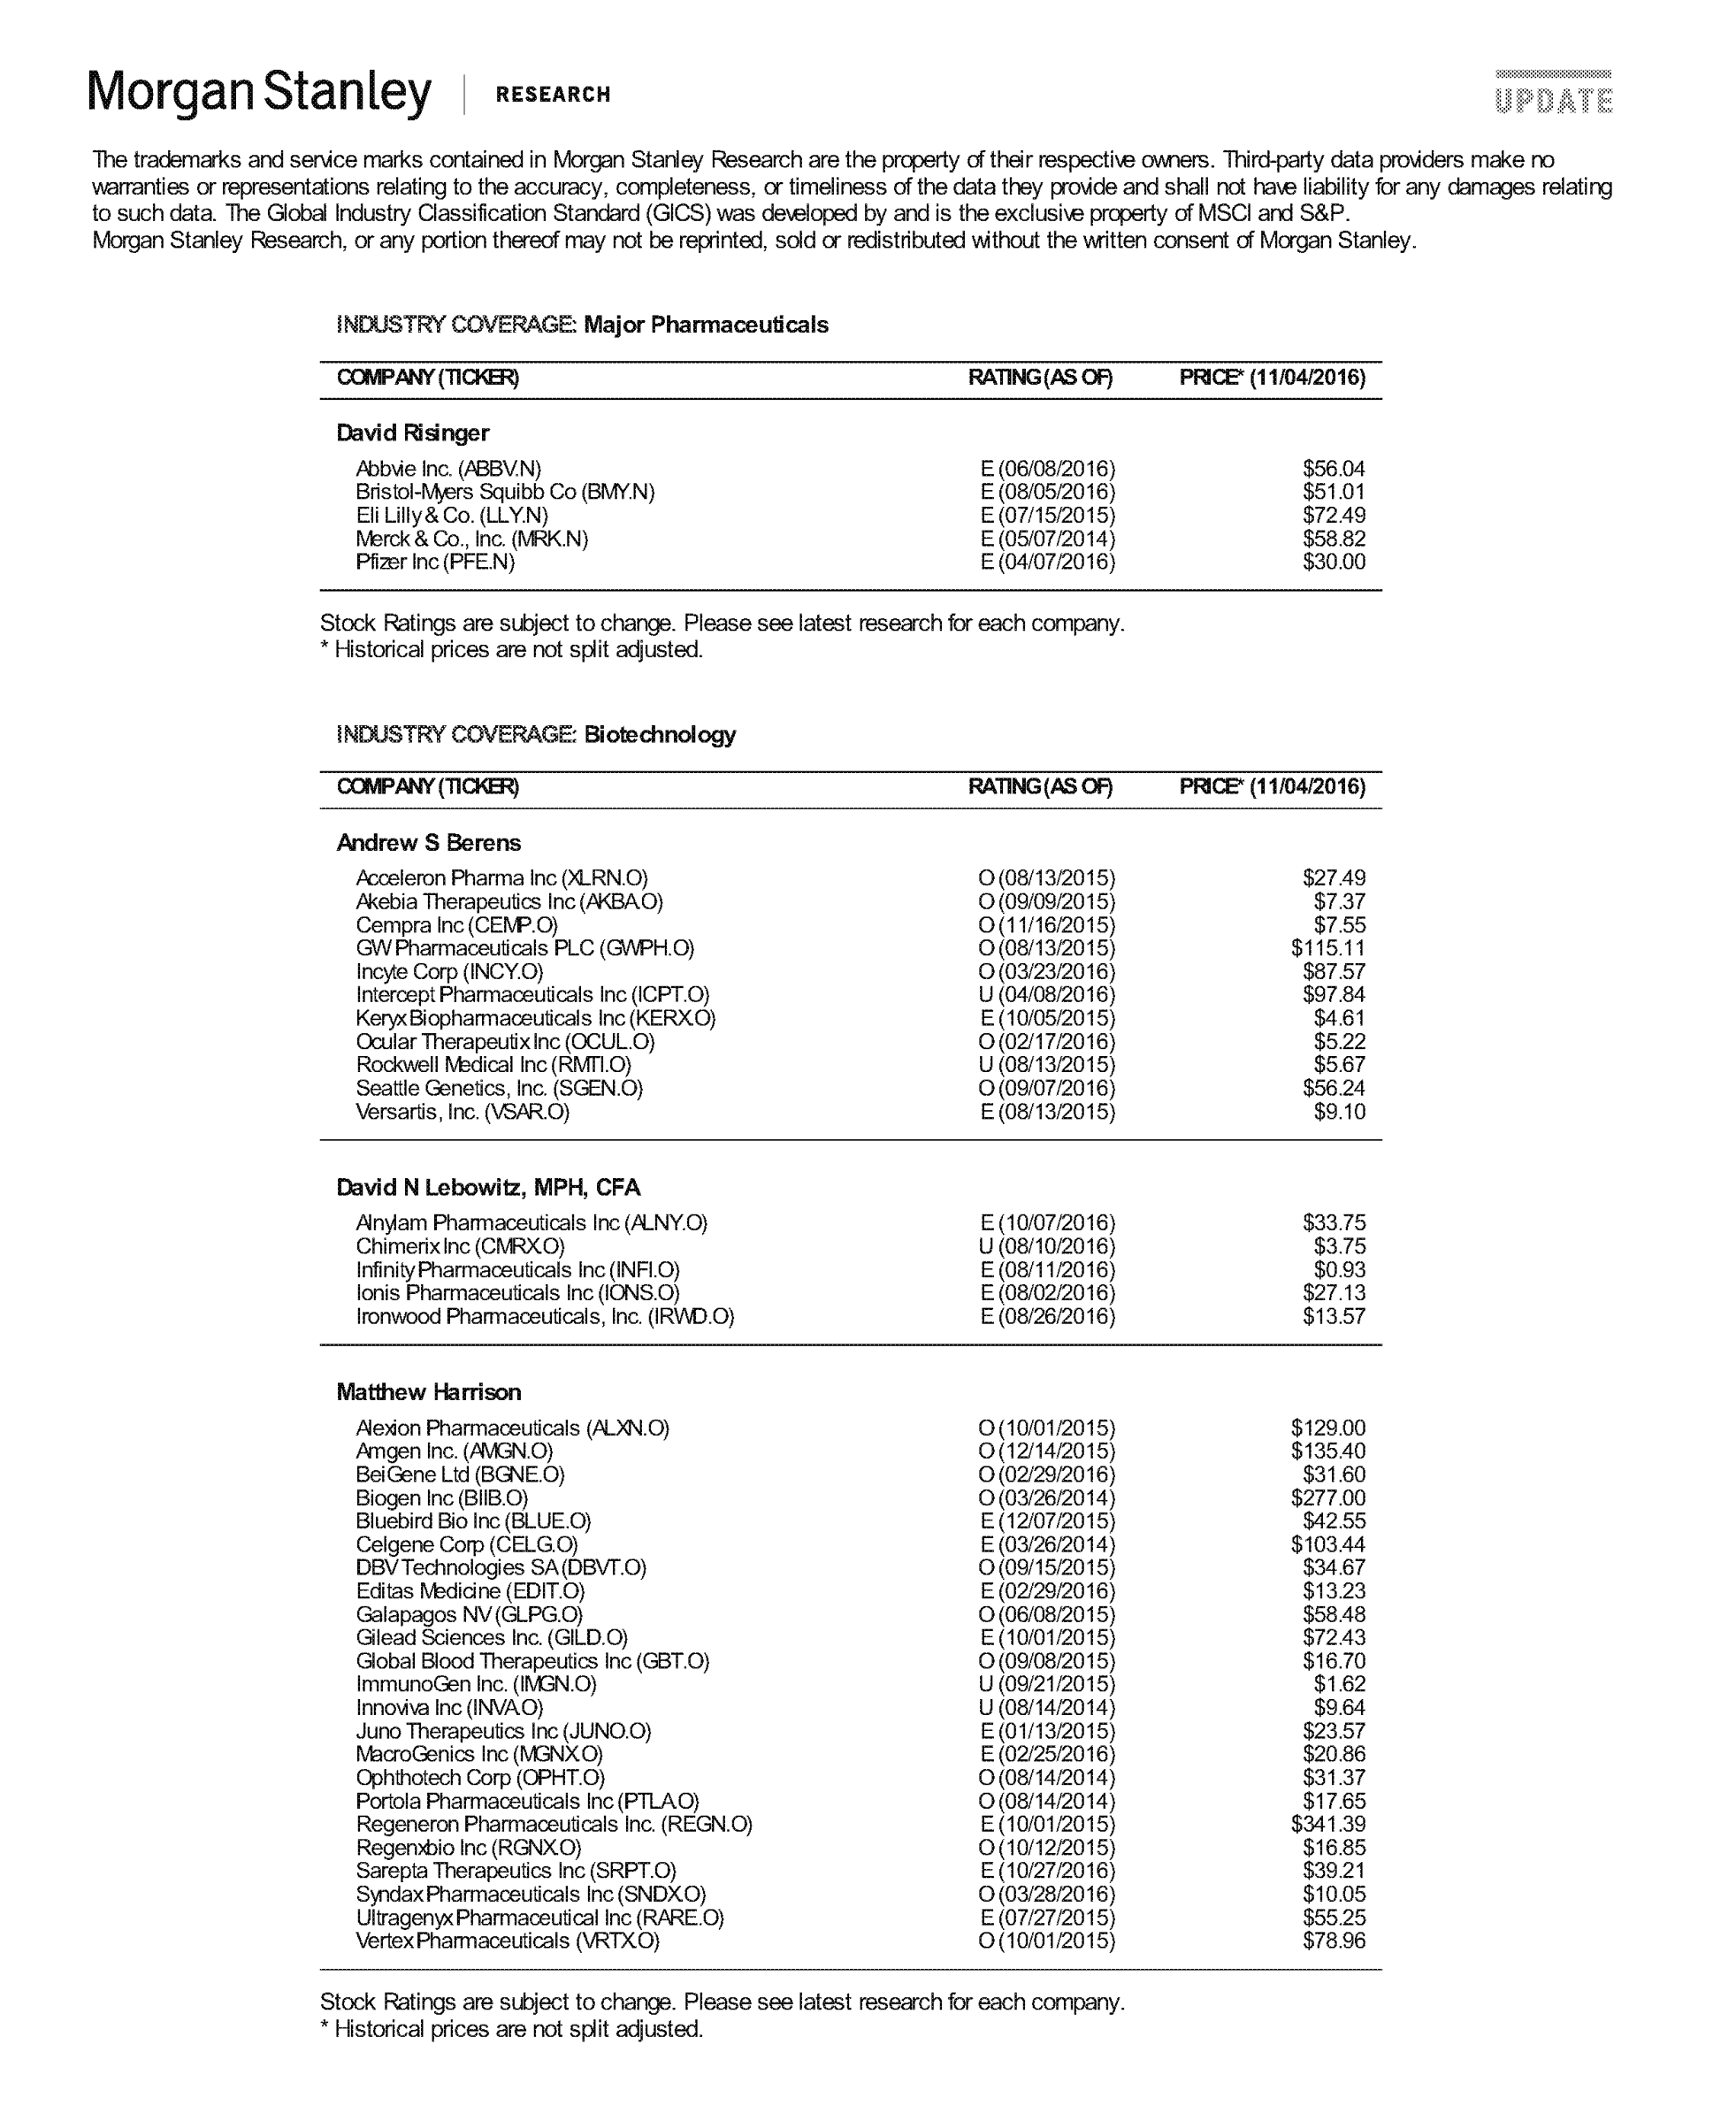 Morgan Stanley | RESEARCH
UPDATE
The trademarks and service marks contained in Morgan Stanley Research are the property of their respective owners. Third-party data providers make no
warranties or representations relating to the accuracy, completeness, or timeliness of the data they provide and shall not have liability for any damages relating
to such data. The Global Industry Classification Standard (GICS) was developed by and is the exclusive property of MSCI and S&P.
Morgan Stanley Research, or any portion thereof may not be reprinted, sold or redistributed without the written consent of Morgan Stanley.
INDUSTRY COVERAGE: Major Pharmaceuticals
COMPANY (TICKER) RATING (AS OF) PRICE* (11/04/2016)
David Risinger
Abbvie Inc. (ABBV.N) E (06/08/2016) $56.04
Bristol-Myers Squibb Co (BMY.N) E (08/05/2016) $51.01
Eli Lilly & Co. (LLY.N) E (07/15/2015) $72.49
Merck & Co., Inc. (MRK.N) E (05/07/2014) $58.82
Pfizer Inc (PFE.N) E (04/07/2016) $30.00
Stock Ratings are subject to change. Please see latest research for each company.
* Historical prices are not split adjusted.
INDUSTRY COVERAGE: Biotechnology
COMPANY (TICKER) RATING (AS OF) PRICE* (11/04/2016)
Andrew S Berens
Acceleron Pharma Inc (XLRN.O) O (08/13/2015) $27.49
Akebia Therapeutics Inc (AKBA.O) O (09/09/2015) $7.37
Cempra Inc (CEMP.O) O (11/16/2015) $7.55
GW Pharmaceuticals PLC (GWPH.O) O (08/13/2015) $115.11
Incyte Corp (INCY.O) O (03/23/2016) $87.57
Intercept Pharmaceuticals Inc (ICPT.O) U (04/08/2016) $97.84
Keryx Biopharmaceuticals Inc (KERX.O) E (10/05/2015) $4.61
Ocular Therapeutix Inc (OCUL.O) O (02/17/2016) $5.22
Rockwell Medical Inc (RMTI.O) U (08/13/2015) $5.67
Seattle Genetics, Inc. (SGEN.O) O (09/07/2016) $56.24
Versartis, Inc. (VSAR.O) E (08/13/2015) $9.10
David N Lebowitz, MPH, CFA
Alnylam Pharmaceuticals Inc (ALNY.O) E (10/07/2016) $33.75
Chimerix Inc (CMRX.O) U (08/10/2016) $3.75
Infinity Pharmaceuticals Inc (INFI.O) E (08/11/2016) $0.93
Ionis Pharmaceuticals Inc (IONS.O) E (08/02/2016) $27.13
Ironwood Pharmaceuticals, Inc. (IRWD.O) E (08/26/2016) $13.57
Matthew Harrison
Alexion Pharmaceuticals (ALXN.O) O (10/01/2015) $129.00
Amgen Inc. (AMGN.O) O (12/14/2015) $135.40
BeiGene Ltd (BGNE.O) O (02/29/2016) $31.60
Biogen Inc (BIIB.O) O (03/26/2014) $277.00
Bluebird Bio Inc (BLUE.O) E (12/07/2015) $42.55
Celgene Corp (CELG.O) E (03/26/2014) $103.44
DBV Technologies SA (DBVT.O) O (09/15/2015) $34.67
Editas Medicine (EDIT.O) E (02/29/2016) $13.23
Galapagos NV (GLPG.O) O (06/08/2015) $58.48
Gilead Sciences Inc. (GILD.O) E (10/01/2015) $72.43
Global Blood Therapeutics Inc (GBT.O) O (09/08/2015) $16.70
ImmunoGen Inc. (IMGN.O) U (09/21/2015) $1.62
Innoviva Inc (INVA.O) U (08/14/2014) $9.64
Juno Therapeutics Inc (JUNO.O) E (01/13/2015) $23.57
MacroGenics Inc (MGNX.O) E (02/25/2016) $20.86
Ophthotech Corp (OPHT.O) O (08/14/2014) $31.37
Portola Pharmaceuticals Inc (PTLA.O) O (08/14/2014) $17.65
Regeneron Pharmaceuticals Inc. (REGN.O) E (10/01/2015) $341.39
Regenxbio Inc (RGNX.O) O (10/12/2015) $16.85
Sarepta Therapeutics Inc (SRPT.O) E (10/27/2016) $39.21
Syndax Pharmaceuticals Inc (SNDX.O) O (03/28/2016) $10.05
Ultragenyx Pharmaceutical Inc (RARE.O) E (07/27/2015) $55.25
Vertex Pharmaceuticals (VRTX.O) O (10/01/2015) $78.96
Stock Ratings are subject to change. Please see latest research for each company.
* Historical prices are not split adjusted.